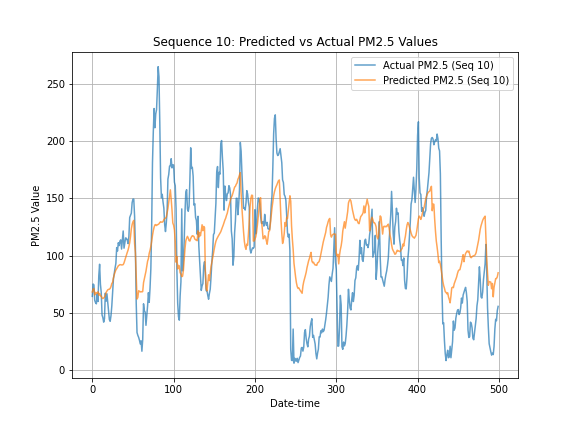 Sequence 10: Predicted vs Actual PM2.5 Values
Actual PM2.5 (Seq 10)
Predicted PM2.5 (Seq 10)
PM2.5 Value
250
200
150
100
50
0
0 100 200 300 400 500
Date-time